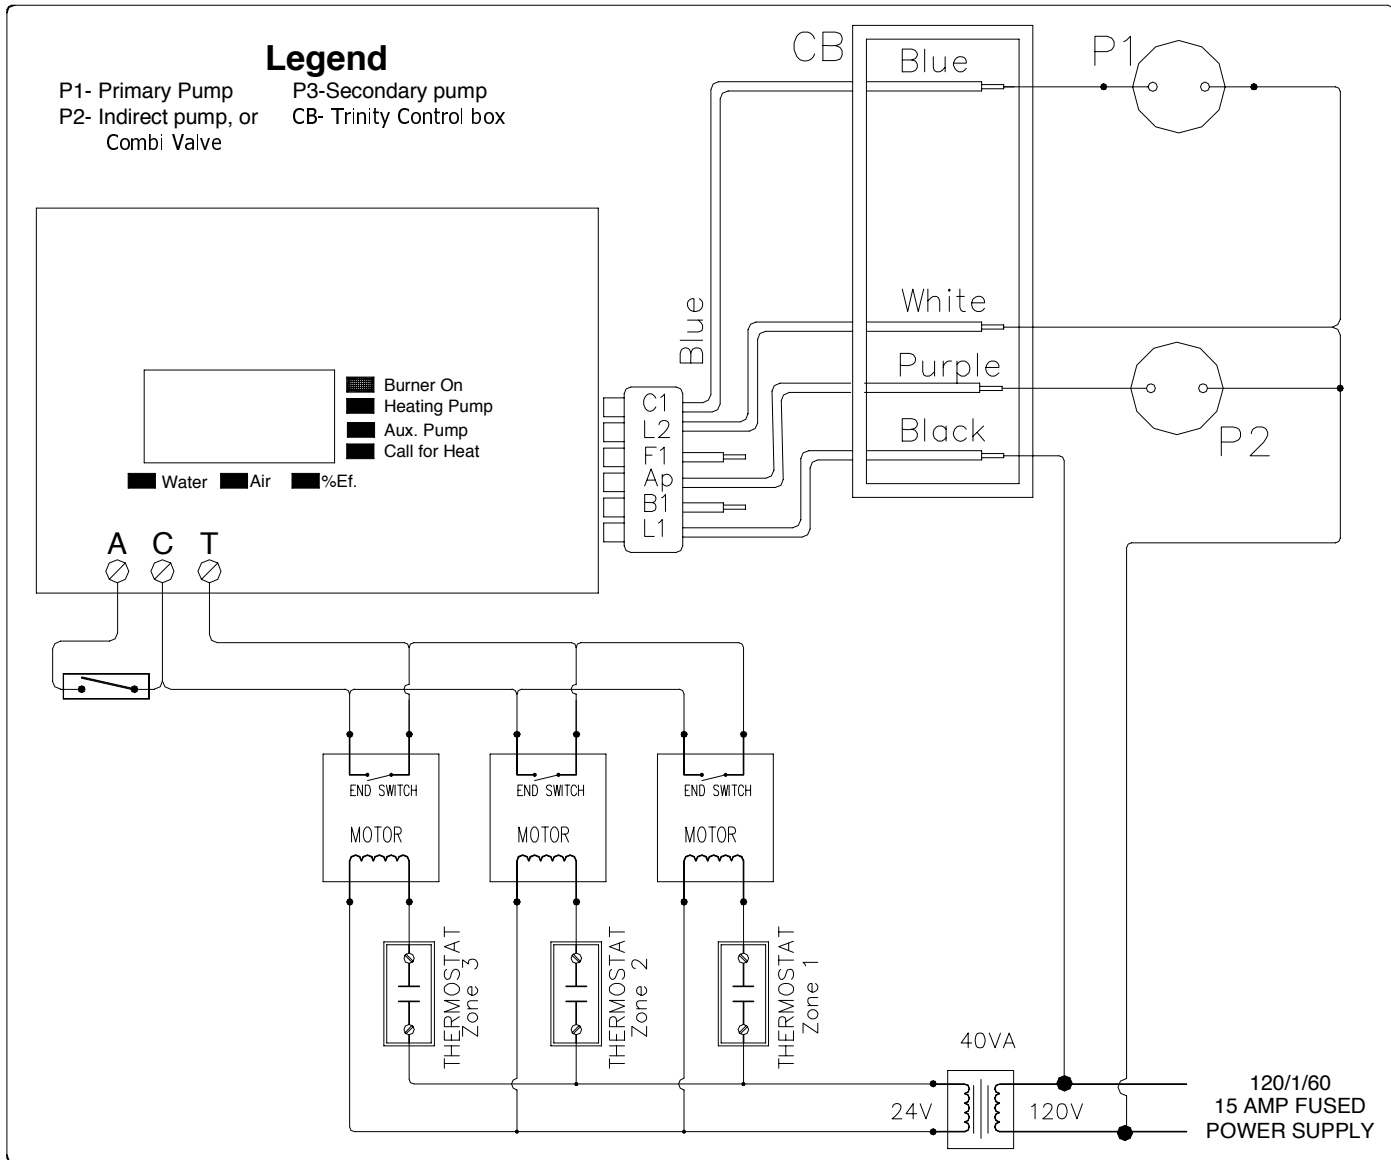 Legend
P1- Primary Pump
P3-Secondary pump
P2- Indirect pump, or
Combi Valve
CB- Trinity Control box
CB
Blue
P1
White
Purple
Black
P2
Blue
C1
L2
F1
Ap
B1
L1
Burner On
Heating Pump
Aux. Pump
Call for Heat
Water
Air
%Ef.
A
C
T
END SWITCH
MOTOR
END SWITCH
MOTOR
END SWITCH
MOTOR
THERMOSTAT
Zone 3
THERMOSTAT
Zone 2
THERMOSTAT
Zone 1
40VA
24V
120V
120/1/60
15 AMP FUSED
POWER SUPPLY